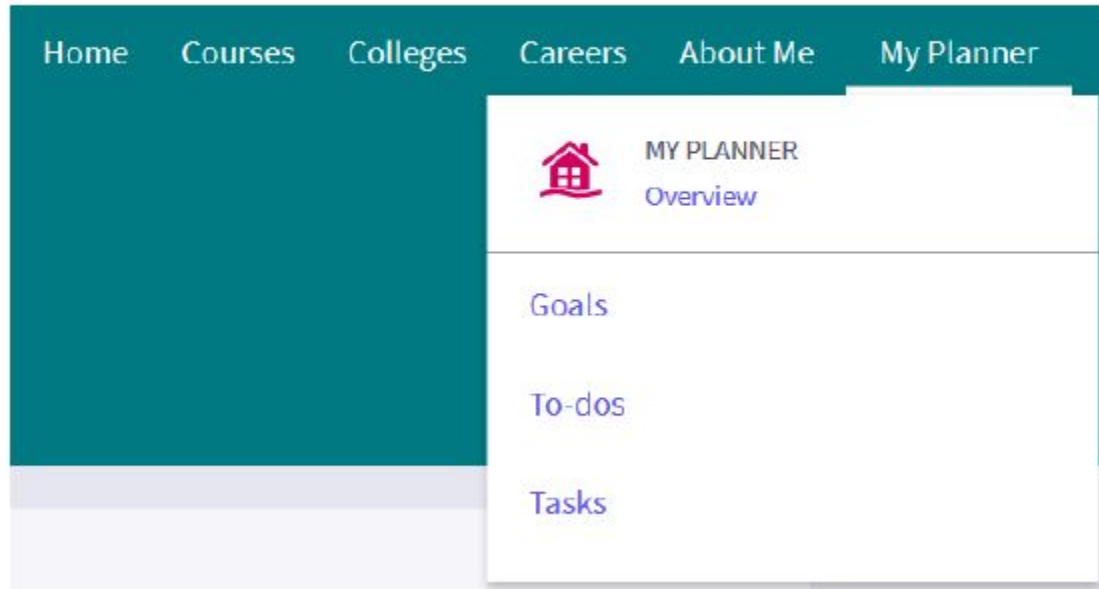 Home Courses Colleges Careers About Me My Planner
MY PLANNER
Overview
Goals
To-dos
Tasks